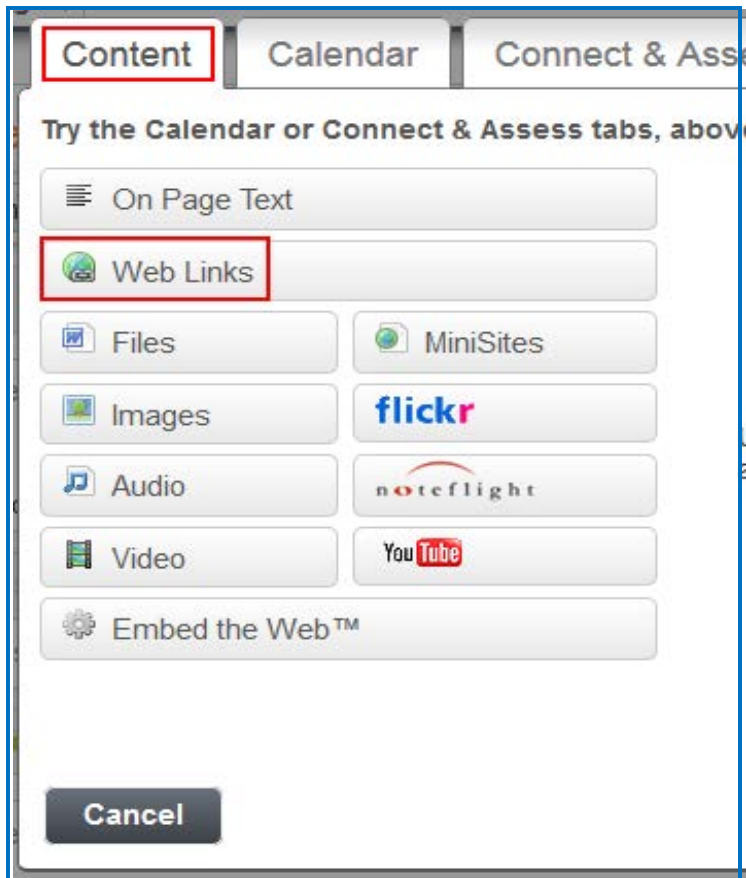 Content Calendar Connect & Asse
Try the Calendar or Connect & Assess tabs, abov
On Page Text
Web Links
Files MiniSites
Images flickr
Audio noteflight
Video YouTube
Embed the Web™
Cancel